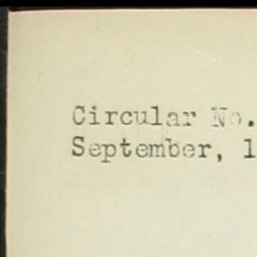 Circular No.
September, 1